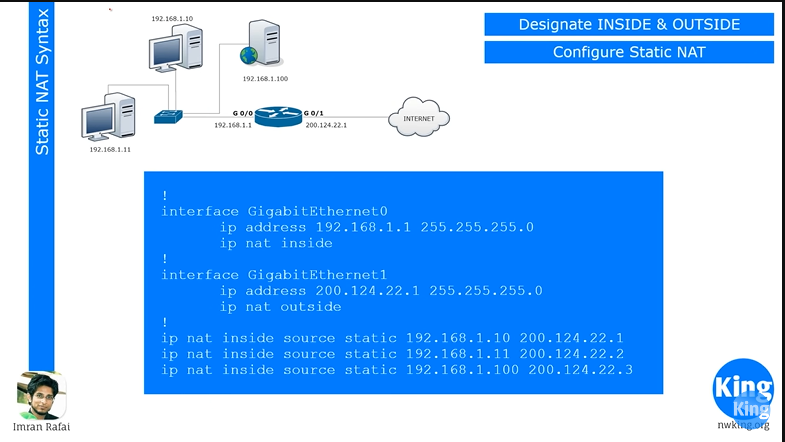 Static NAT Syntax
192.168.1.10
192.168.1.100
G 0/0
G 0/1
192.168.1.1
200.124.22.1
INTERNET
192.168.1.11
Designate INSIDE & OUTSIDE
Configure Static NAT
!
interface GigabitEthernet0
ip address 192.168.1.1 255.255.255.0
ip nat inside
!
interface GigabitEthernet1
ip address 200.124.22.1 255.255.255.0
ip nat outside
!
ip nat inside source static 192.168.1.10 200.124.22.1
ip nat inside source static 192.168.1.11 200.124.22.2
ip nat inside source static 192.168.1.100 200.124.22.3
Imran Rafai
King
King
nwking.org